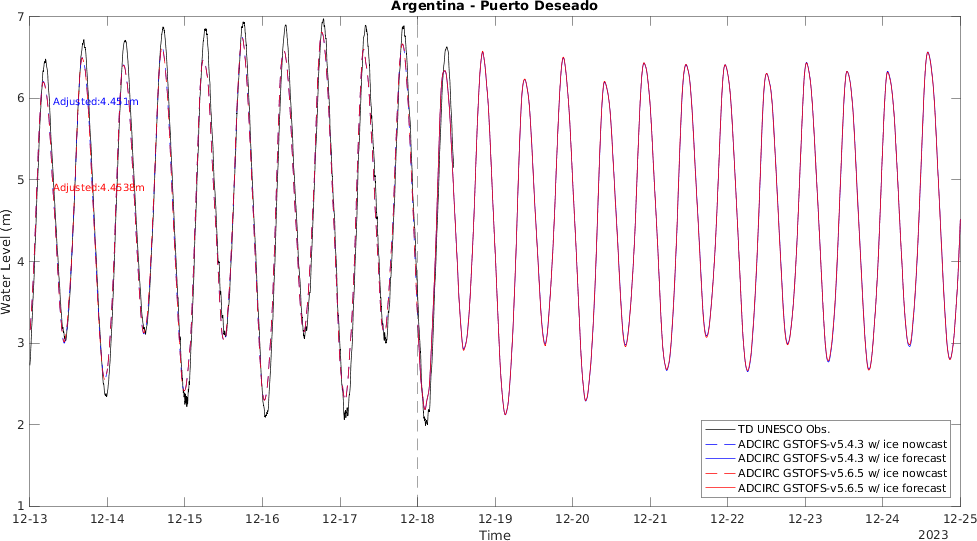 Argentina - Puerto Deseado
7
6
5
4
3
2
1
Water Level (m)
Adjusted:4.451m
Adjusted:4.4538m
TD UNESCO Obs.
ADCIRC GSTOFS-v5.4.3 w/ ice nowcast
ADCIRC GSTOFS-v5.4.3 w/ ice forecast
ADCIRC GSTOFS-v5.6.5 w/ ice nowcast
ADCIRC GSTOFS-v5.6.5 w/ ice forecast
12-13 12-14 12-15 12-16 12-17 12-18 12-19 12-20 12-21 12-22 12-23 12-24 12-25
Time
2023